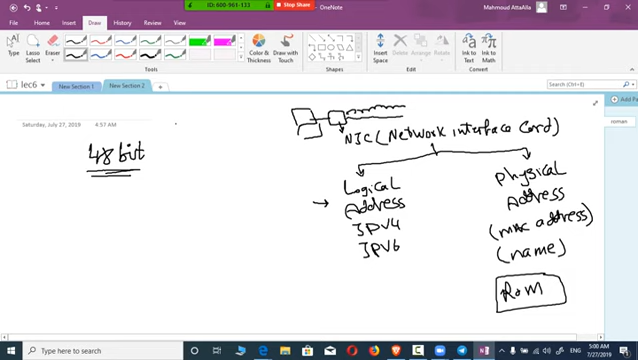 ID: 600-961-133
Stop Share
- OneNote
Mahmoud AttaAlla
File Home Insert Draw History Review View
Type
Tools
Color & Thickness
Draw with Touch
Shapes
Insert Space
Delete
Arrange
Rotate
Edit
Ink to Text
Ink to Math
Convert
lec6
New Section 1
New Section 2
Search (Ctrl+E)
Add Page
roman
Saturday, July 27, 2019 4:57 AM
48 bit
NIC (Network interface Card)
Logical Address
IPV4
IPV6
Physical Address
(mac address)
(name)
ROM
Type here to search
ENG
5:00 AM
7/27/2019